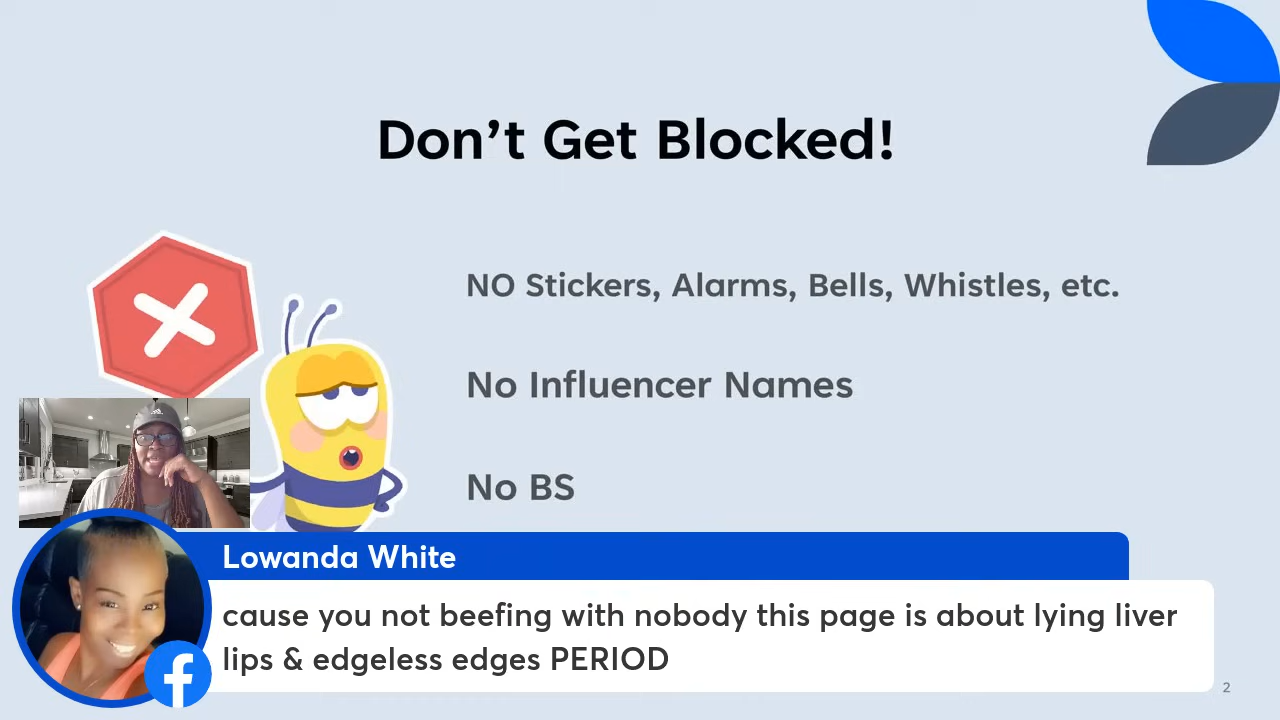 Don't Get Blocked!
NO Stickers, Alarms, Bells, Whistles, etc.
No Influencer Names
No BS
Lowanda White
cause you not beefing with nobody this page is about lying liver
lips & edgeless edges PERIOD
2